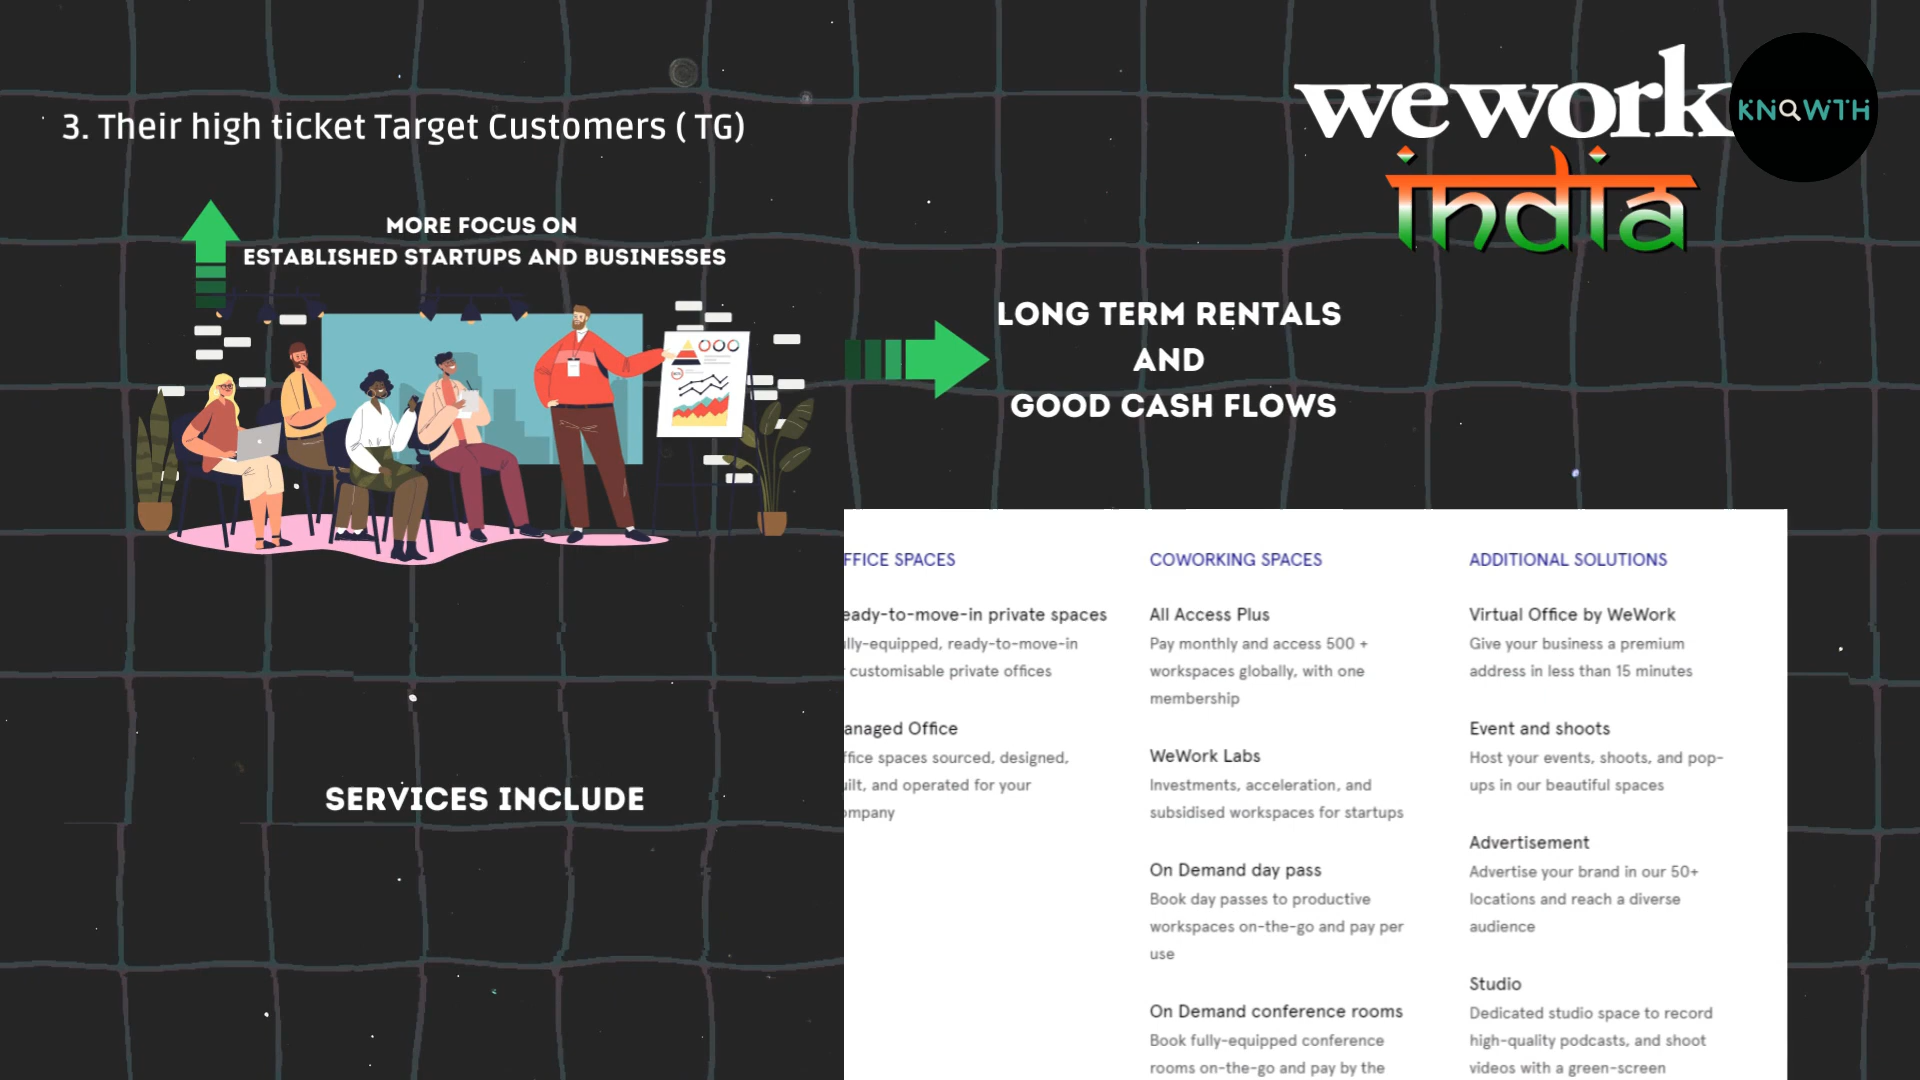 3. Their high ticket Target Customers ( TG)
wework
india
KNOWTH
MORE FOCUS ON
ESTABLISHED STARTUPS AND BUSINESSES
LONG TERM RENTALS
AND
GOOD CASH FLOWS
SERVICES INCLUDE
FFICE SPACES
eady-to-move-in private spaces
lly-equipped, ready-to-move-in
customisable private offices
anaged Office
ffice spaces sourced, designed,
ilt, and operated for your
ompany
COWORKING SPACES
All Access Plus
Pay monthly and access 500 +
workspaces globally, with one
membership
WeWork Labs
Investments, acceleration, and
subsidised workspaces for startups
On Demand day pass
Book day passes to productive
workspaces on-the-go and pay per
use
On Demand conference rooms
Book fully-equipped conference
rooms on-the-go and pay by the
ADDITIONAL SOLUTIONS
Virtual Office by WeWork
Give your business a premium
address in less than 15 minutes
Event and shoots
Host your events, shoots, and pop-
ups in our beautiful spaces
Advertisement
Advertise your brand in our 50+
locations and reach a diverse
audience
Studio
Dedicated studio space to record
high-quality podcasts, and shoot
videos with a green-screen